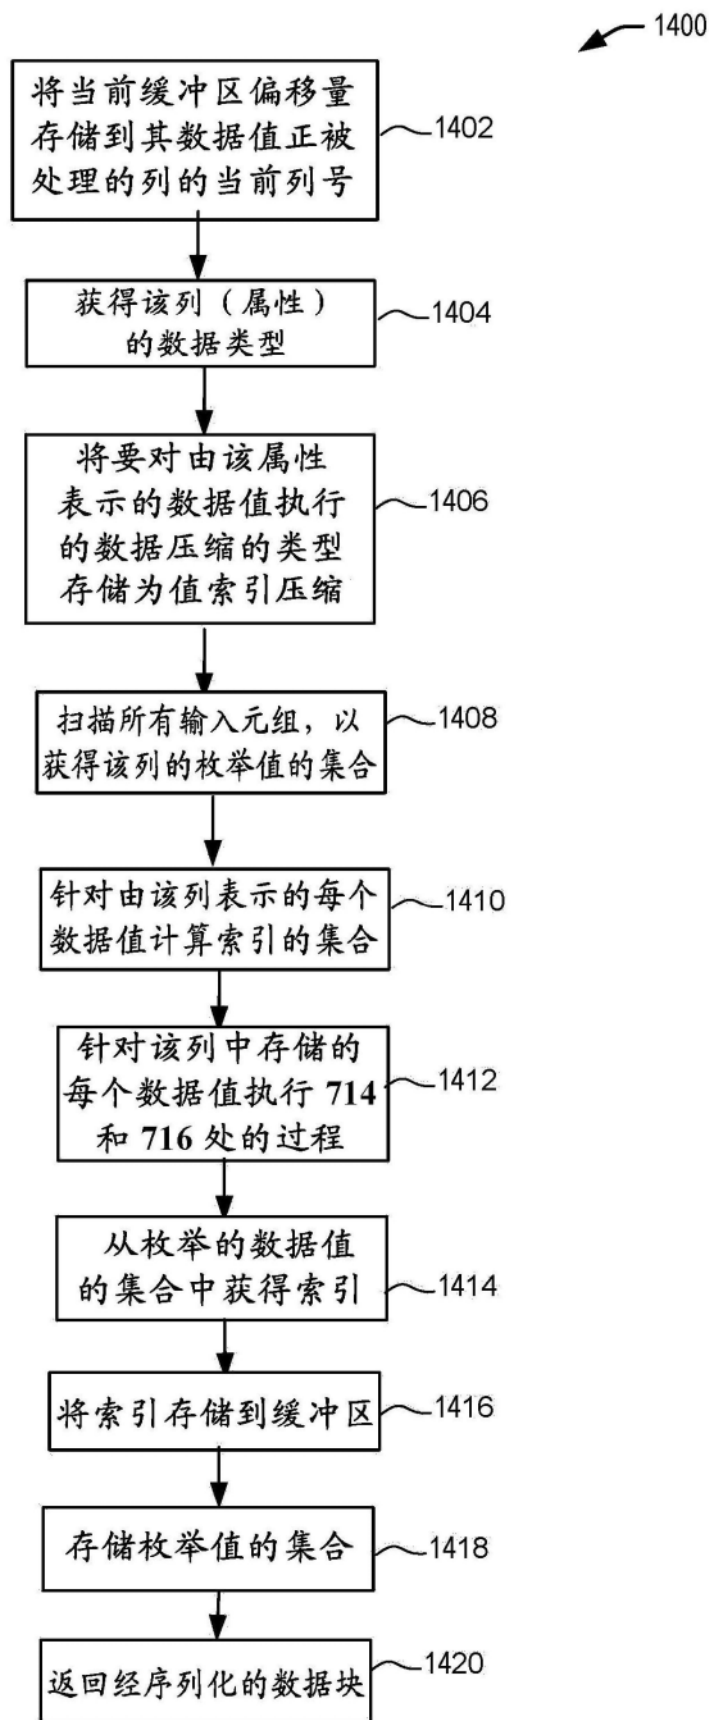 1400
将当前缓冲区偏移量
存储到其数据值正被
处理的列的当前列号
1402
获得该列（属性）
的数据类型
1404
将要对由该属性
表示的数据值执行
的数据压缩的类型
存储为值索引压缩
1406
扫描所有输入元组，以
获得该列的枚举值的集合
1408
针对由该列表示的每个
数据值计算索引的集合
1410
针对该列中存储的
每个数据值执行 714
和 716 处的过程
1412
从枚举的数据值
的集合中获得索引
1414
将索引存储到缓冲区
1416
存储枚举值的集合
1418
返回经序列化的数据块
1420